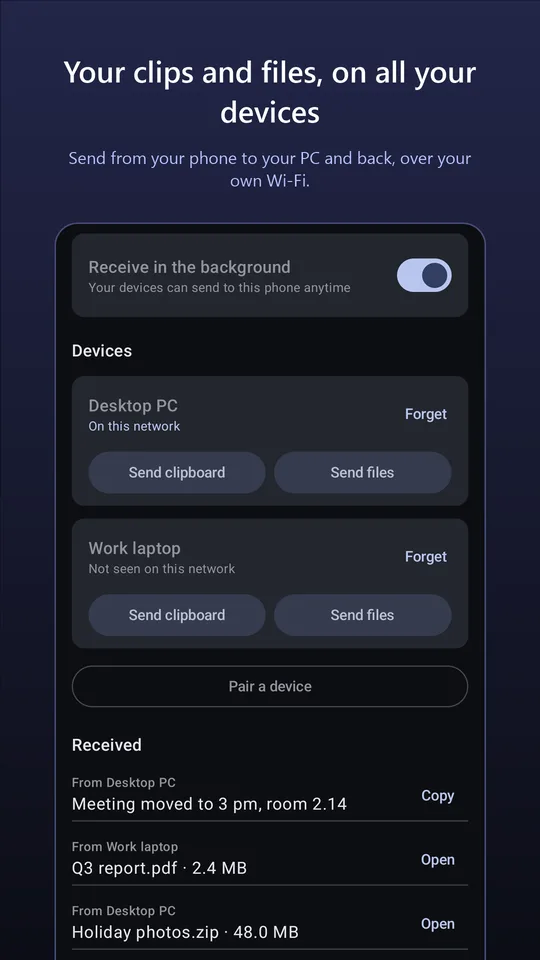 Your clips and files, on all your
devices
Send from your phone to your PC and back, over your
own Wi-Fi.
Receive in the background
Your devices can send to this phone anytime
Devices
Desktop PC
On this network
Forget
Send clipboard
Send files
Work laptop
Not seen on this network
Forget
Send clipboard
Send files
Pair a device
Received
From Desktop PC
Meeting moved to 3 pm, room 2.14
Copy
From Work laptop
Q3 report.pdf · 2.4 MB
Open
From Desktop PC
Holiday photos.zip · 48.0 MB
Open